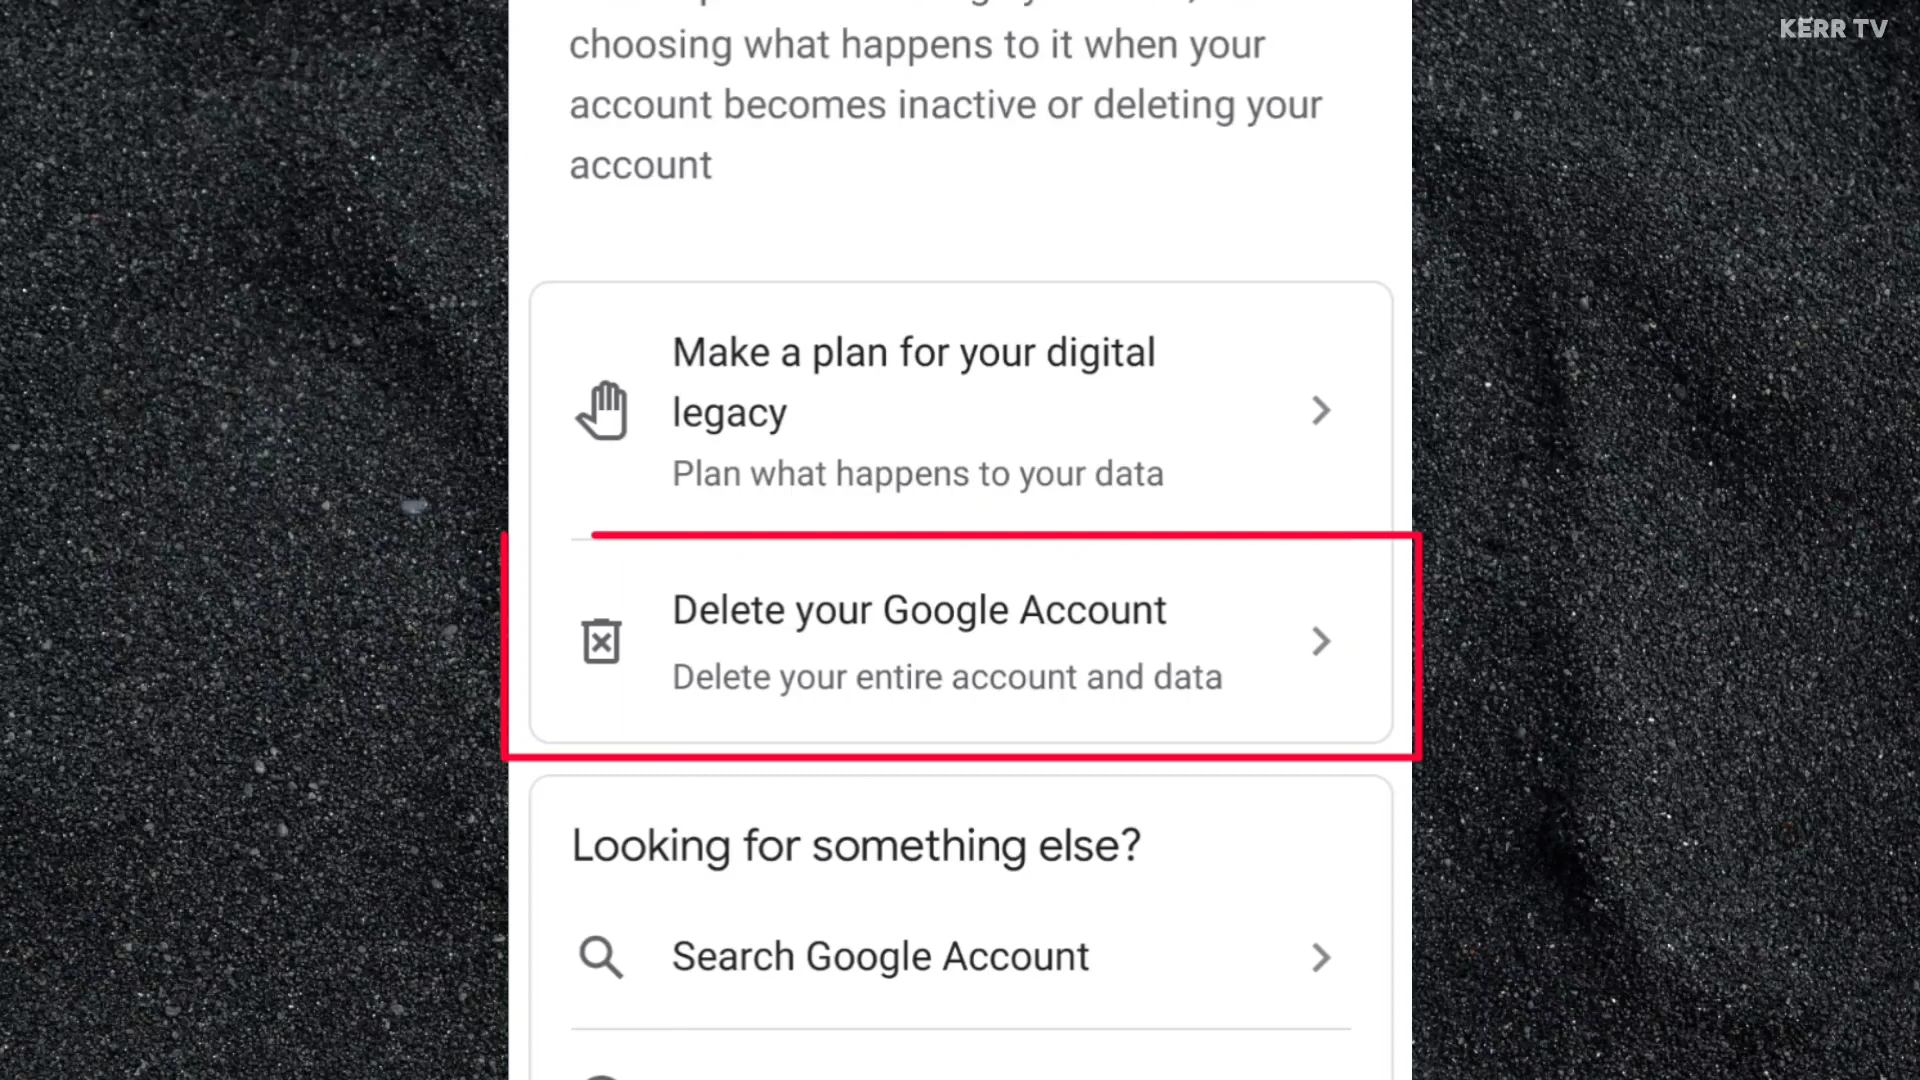 KERR TV
choosing what happens to it when your
account becomes inactive or deleting your
account
Make a plan for your digital
legacy
Plan what happens to your data
Delete your Google Account
Delete your entire account and data
Looking for something else?
Search Google Account